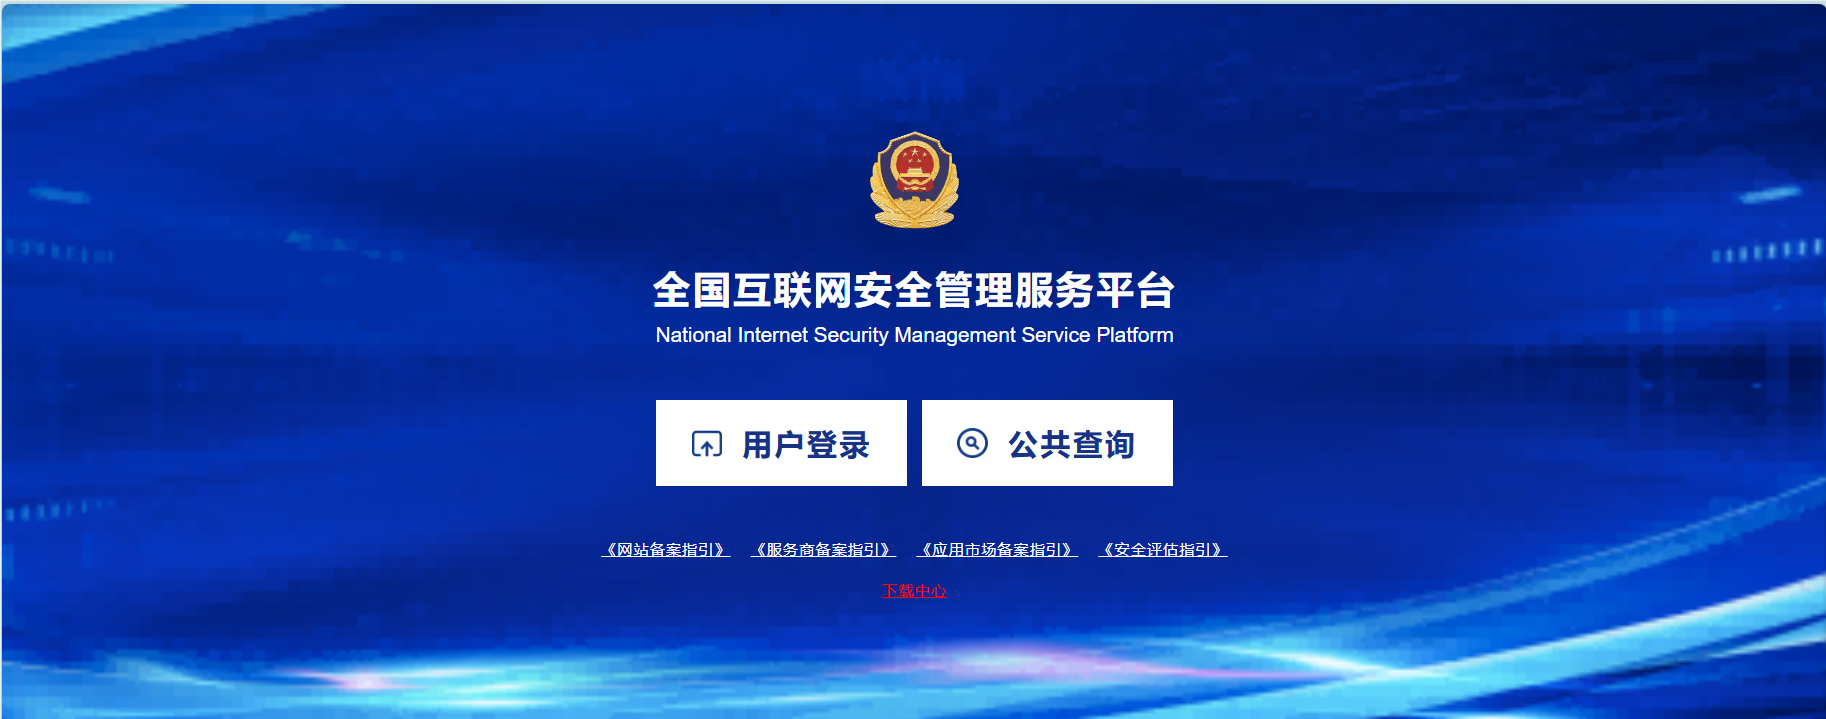 全国互联网安全管理服务平台
National Internet Security Management Service Platform
用户登录 公共查询
《网站备案指引》 《服务商备案指引》 《应用市场备案指引》 《安全评估指引》
下载中心